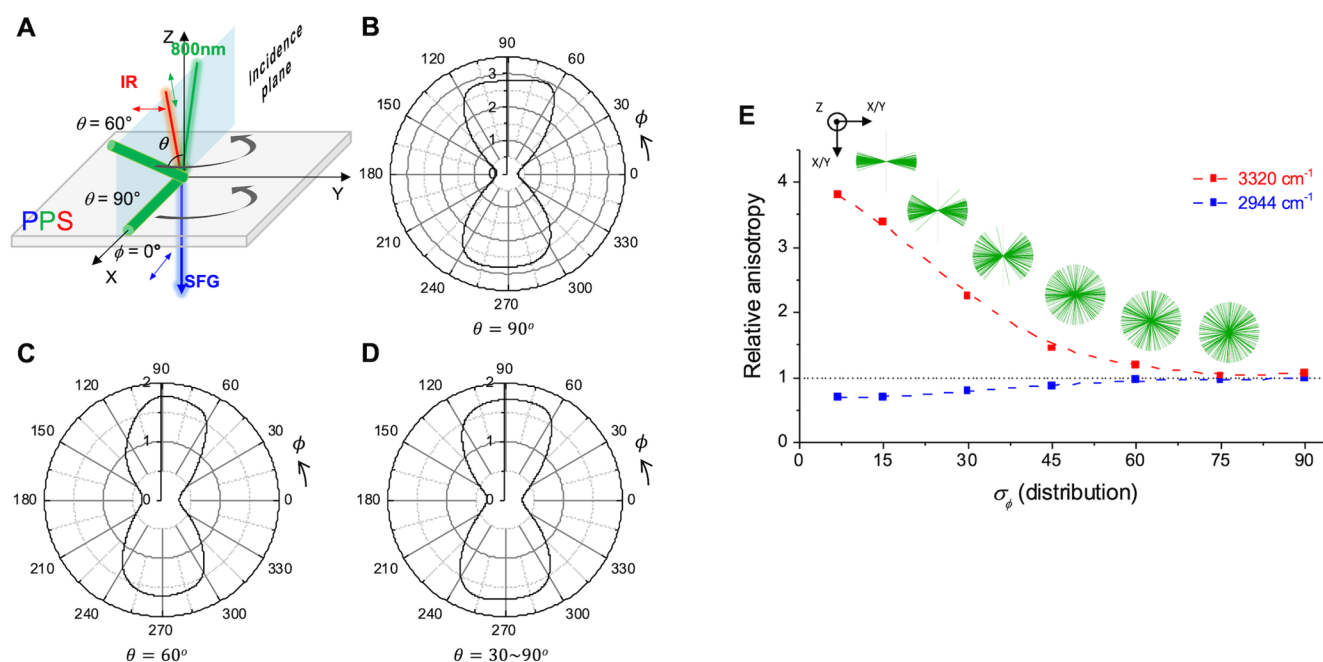 A
Z
800nm
Incidence
plane
IR
θ = 60°
θ
Y
θ = 90°
PPS
ϕ = 0°
X
SFG
B
90
120
60
3
150
30
2
ϕ
1
180
0
0
210
330
240
300
270
θ = 90°
C
90
120
2
60
150
30
1
ϕ
180
0
0
210
330
240
300
270
θ = 60°
D
90
120
2
60
150
30
1
ϕ
180
0
0
210
330
240
300
270
θ = 30~90°
E
Z
X/Y
X/Y
3320 cm⁻¹
2944 cm⁻¹
Relative anisotropy
4
3
2
1
0
0 15 30 45 60 75 90
σϕ (distribution)